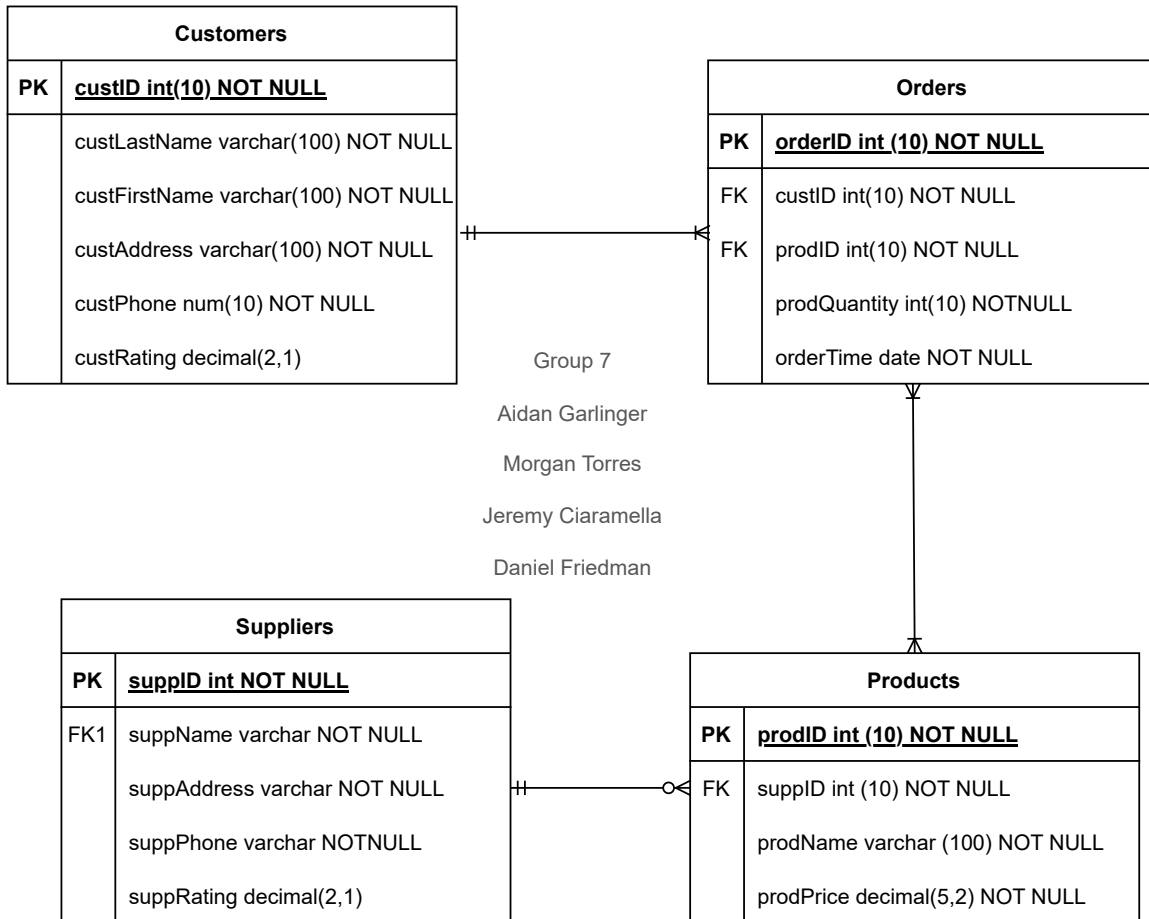 Customers
PK custID int(10) NOT NULL
custLastName varchar(100) NOT NULL
custFirstName varchar(100) NOT NULL
custAddress varchar(100) NOT NULL
custPhone num(10) NOT NULL
custRating decimal(2,1)
Orders
PK orderID int (10) NOT NULL
FK custID int(10) NOT NULL
FK prodID int(10) NOT NULL
prodQuantity int(10) NOTNULL
orderTime date NOT NULL
Group 7
Aidan Garlinger
Morgan Torres
Jeremy Ciaramella
Daniel Friedman
Suppliers
PK suppID int NOT NULL
FK1 suppName varchar NOT NULL
suppAddress varchar NOT NULL
suppPhone varchar NOTNULL
suppRating decimal(2,1)
Products
PK prodID int (10) NOT NULL
FK suppID int (10) NOT NULL
prodName varchar (100) NOT NULL
prodPrice decimal(5,2) NOT NULL